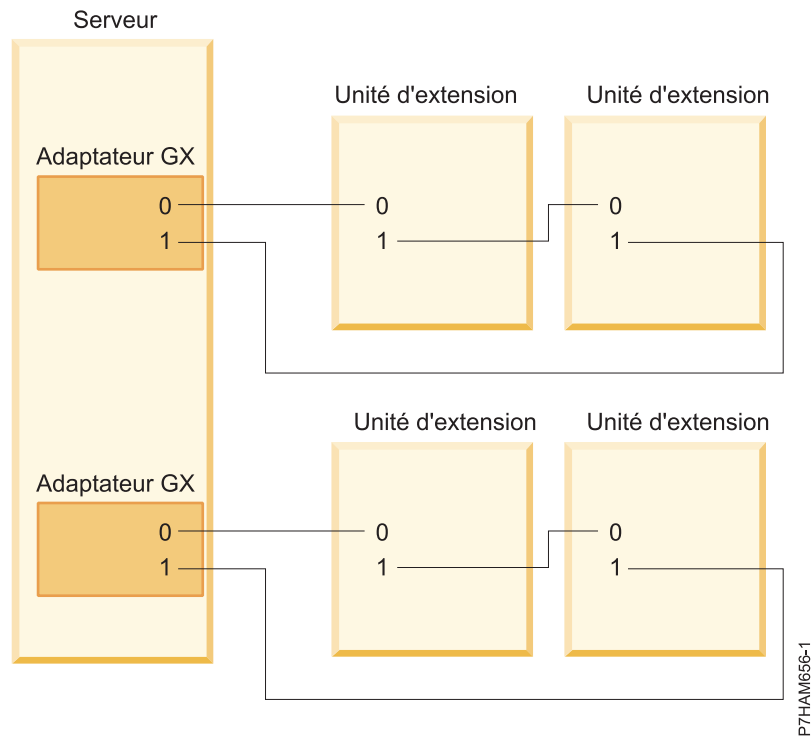 Serveur
Unité d'extension
Unité d'extension
Adaptateur GX
0
0
0
1
1
1
Unité d'extension
Unité d'extension
Adaptateur GX
0
0
0
1
1
1
P7HAM656-1